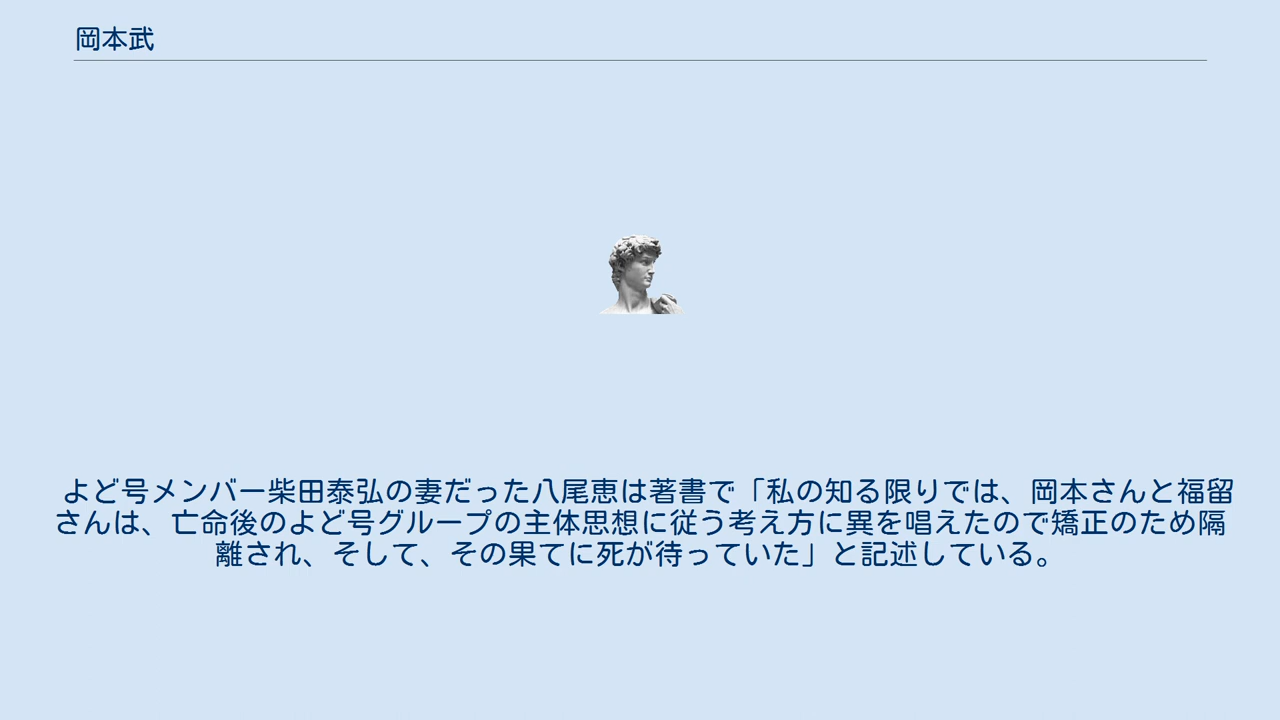 岡本武
よど号メンバー柴田泰弘の妻だった八尾恵は著書で「私の知る限りでは、岡本さんと福留
さんは、亡命後のよど号グループの主体思想に従う考え方に異を唱えたので矯正のため隔
離され、そして、その果てに死が待っていた」と記述している。